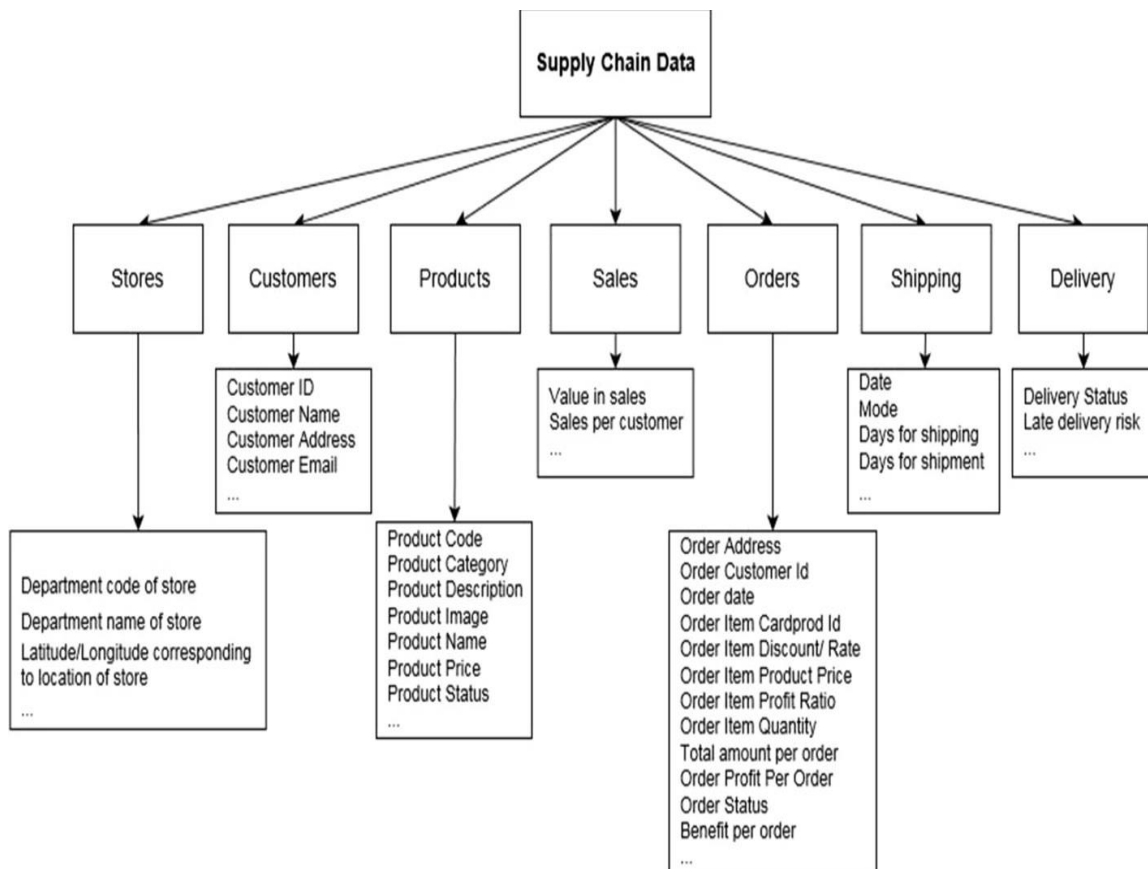 Supply Chain Data
Stores
Customers
Products
Sales
Orders
Shipping
Delivery
Customer ID
Customer Name
Customer Address
Customer Email
...
Value in sales
Sales per customer
...
Date
Mode
Days for shipping
Days for shipment
...
Delivery Status
Late delivery risk
...
Department code of store
Department name of store
Latitude/Longitude corresponding
to location of store
...
Product Code
Product Category
Product Description
Product Image
Product Name
Product Price
Product Status
...
Order Address
Order Customer Id
Order date
Order Item Cardprod Id
Order Item Discount/ Rate
Order Item Product Price
Order Item Profit Ratio
Order Item Quantity
Total amount per order
Order Profit Per Order
Order Status
Benefit per order
...